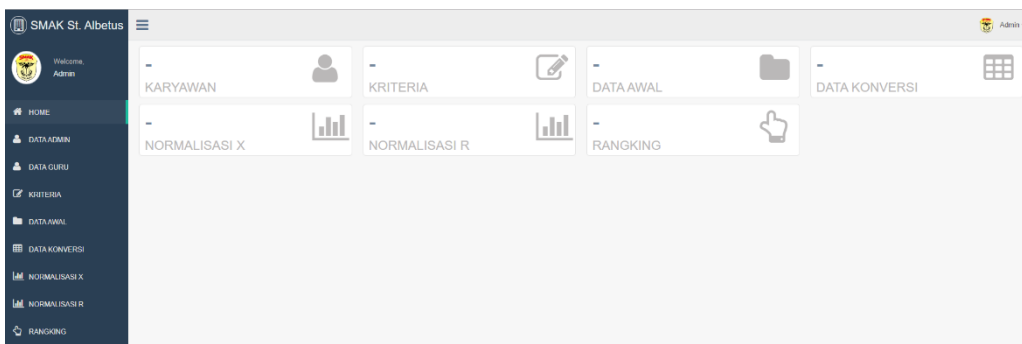 SMAK St. Albetus
Admin
Welcome,
Admin
HOME
DATA ADMIN
DATA GURU
KRITERIA
DATA AWAL
DATA KONVERSI
NORMALISASI X
NORMALISASI R
RANGKING
-
KARYAWAN
-
KRITERIA
-
DATA AWAL
-
DATA KONVERSI
-
NORMALISASI X
-
NORMALISASI R
-
RANGKING